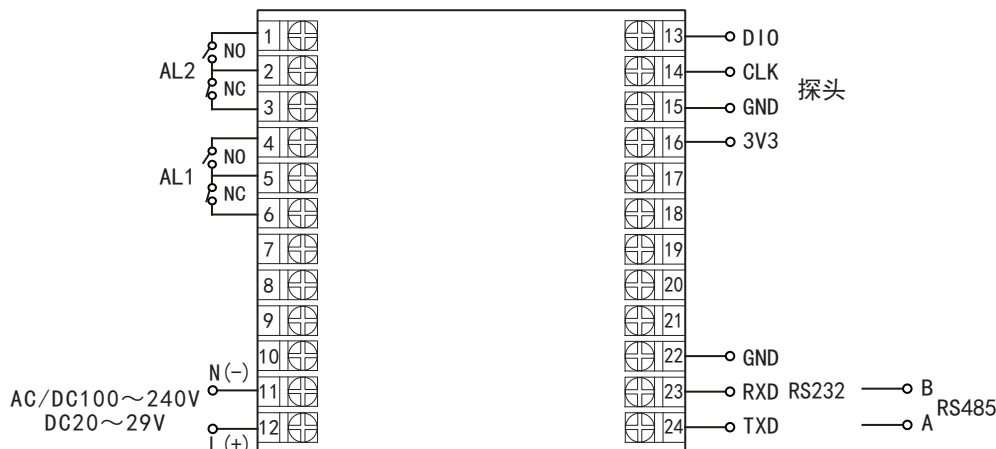 AL2
NO
NC
AL1
NO
NC
N(-)
AC/DC100～240V
DC20～29V
L(+)
1
2
3
4
5
6
7
8
9
10
11
12
13
14
15
16
17
18
19
20
21
22
23
24
DIO
CLK
GND
3V3
探头
GND
RXD RS232
TXD
B
A
RS485